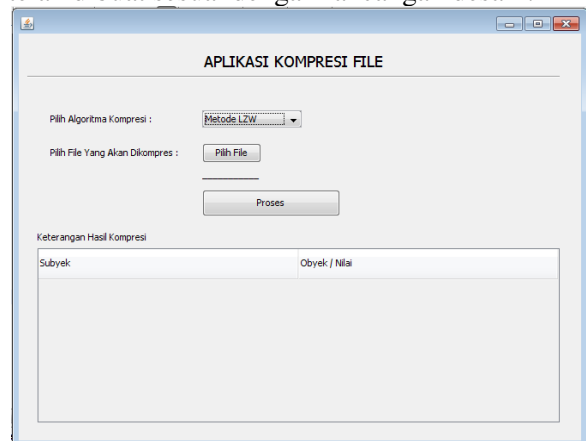 APLIKASI KOMPRESI FILE
Pilih Algoritma Kompresi :
Metode LZW
Pilih File Yang Akan Dikompres :
Pilih File
Proses
Keterangan Hasil Kompresi
Subyek Obyek / Nilai